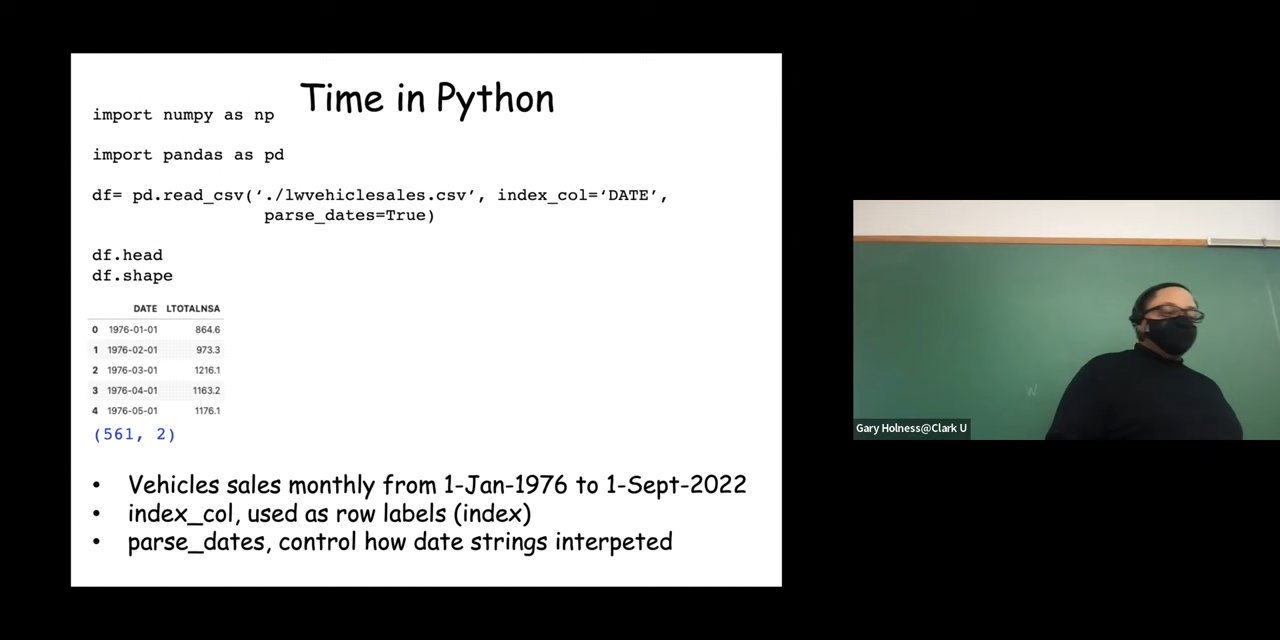 Time in Python
import numpy as np
import pandas as pd
df= pd.read_csv(‘./lwvehiclesales.csv’, index_col=‘DATE’,
parse_dates=True)
df.head
df.shape
DATE LTOTALNSA
0 1976-01-01 864.6
1 1976-02-01 973.3
2 1976-03-01 1216.1
3 1976-04-01 1163.2
4 1976-05-01 1176.1
(561, 2)
• Vehicles sales monthly from 1-Jan-1976 to 1-Sept-2022
• index_col, used as row labels (index)
• parse_dates, control how date strings interpeted
W
Gary Holness@Clark U